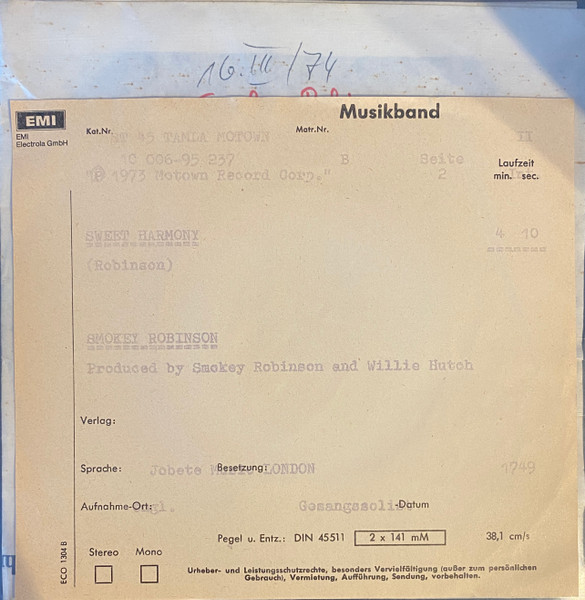 16.III/74
EMI
EMI
Electrola GmbH
Musikband
Kat.Nr. 45 TAMLA MOTOWN Matr.Nr. II
1C 006-95 237 B Seite Laufzeit
"℗ 1973 Motown Record Corp." 2 min. sec.
SWEET HARMONY 4 10
(Robinson)
SMOKEY ROBINSON
Produced by Smokey Robinson and Willie Hutch
Verlag:
Sprache: Jobete Besetzung: LONDON 1749
Aufnahme-Ort: Engl. Gesangssolist -Datum
Pegel u. Entz.: DIN 45511 2 x 141 mM 38,1 cm/s
Stereo Mono
Urheber- und Leistungsschutzrechte, besonders Vervielfältigung (außer zum persönlichen
Gebrauch), Vermietung, Aufführung, Sendung, vorbehalten.
ECO 1304 B